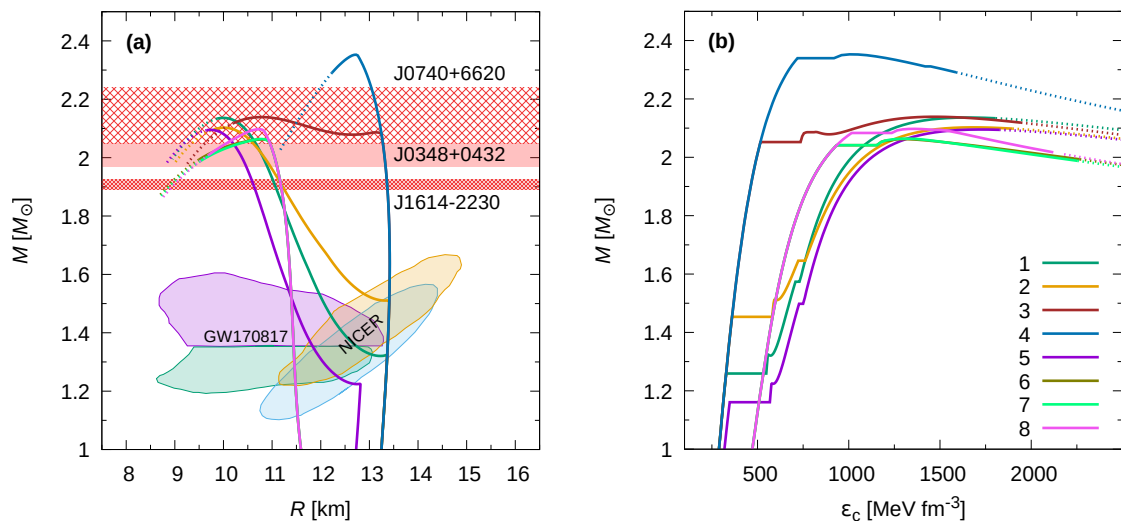 (a)
J0740+6620
J0348+0432
J1614-2230
GW170817
NICER
M [M⊙]
2.4
2.2
2
1.8
1.6
1.4
1.2
1
8 9 10 11 12 13 14 15 16
R [km]
(b)
M [M⊙]
2.4
2.2
2
1.8
1.6
1.4
1.2
1
1
2
3
4
5
6
7
8
500 1000 1500 2000
εc [MeV fm-3]